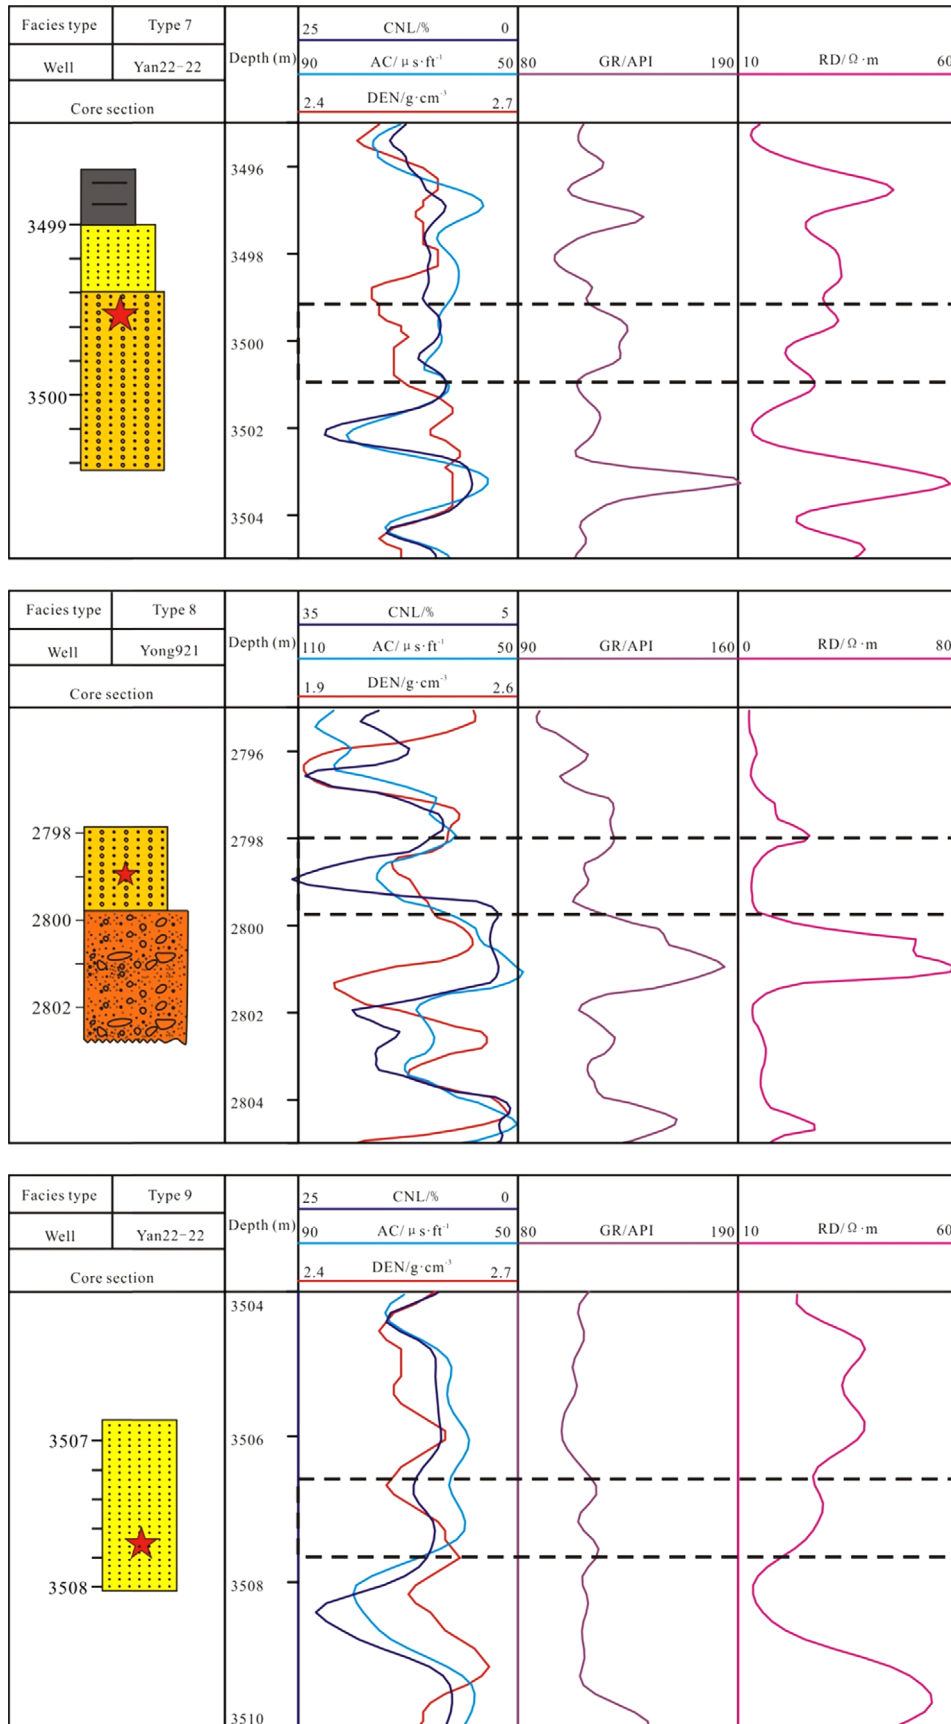 Facies type Type 7
Well Yan22-22
Core section
Depth (m)
25 CNL/% 0
90 AC/μs·ft⁻¹ 50
2.4 DEN/g·cm⁻³ 2.7
80 GR/API 190
10 RD/Ω·m 60
3499
3500
3496
3498
3500
3502
3504
Facies type Type 8
Well Yong921
Core section
Depth (m)
35 CNL/% 5
110 AC/μs·ft⁻¹ 50
1.9 DEN/g·cm⁻³ 2.6
90 GR/API 160
0 RD/Ω·m 80
2798
2800
2802
2796
2798
2800
2802
2804
Facies type Type 9
Well Yan22-22
Core section
Depth (m)
25 CNL/% 0
90 AC/μs·ft⁻¹ 50
2.4 DEN/g·cm⁻³ 2.7
80 GR/API 190
10 RD/Ω·m 60
3507
3508
3504
3506
3508
3510